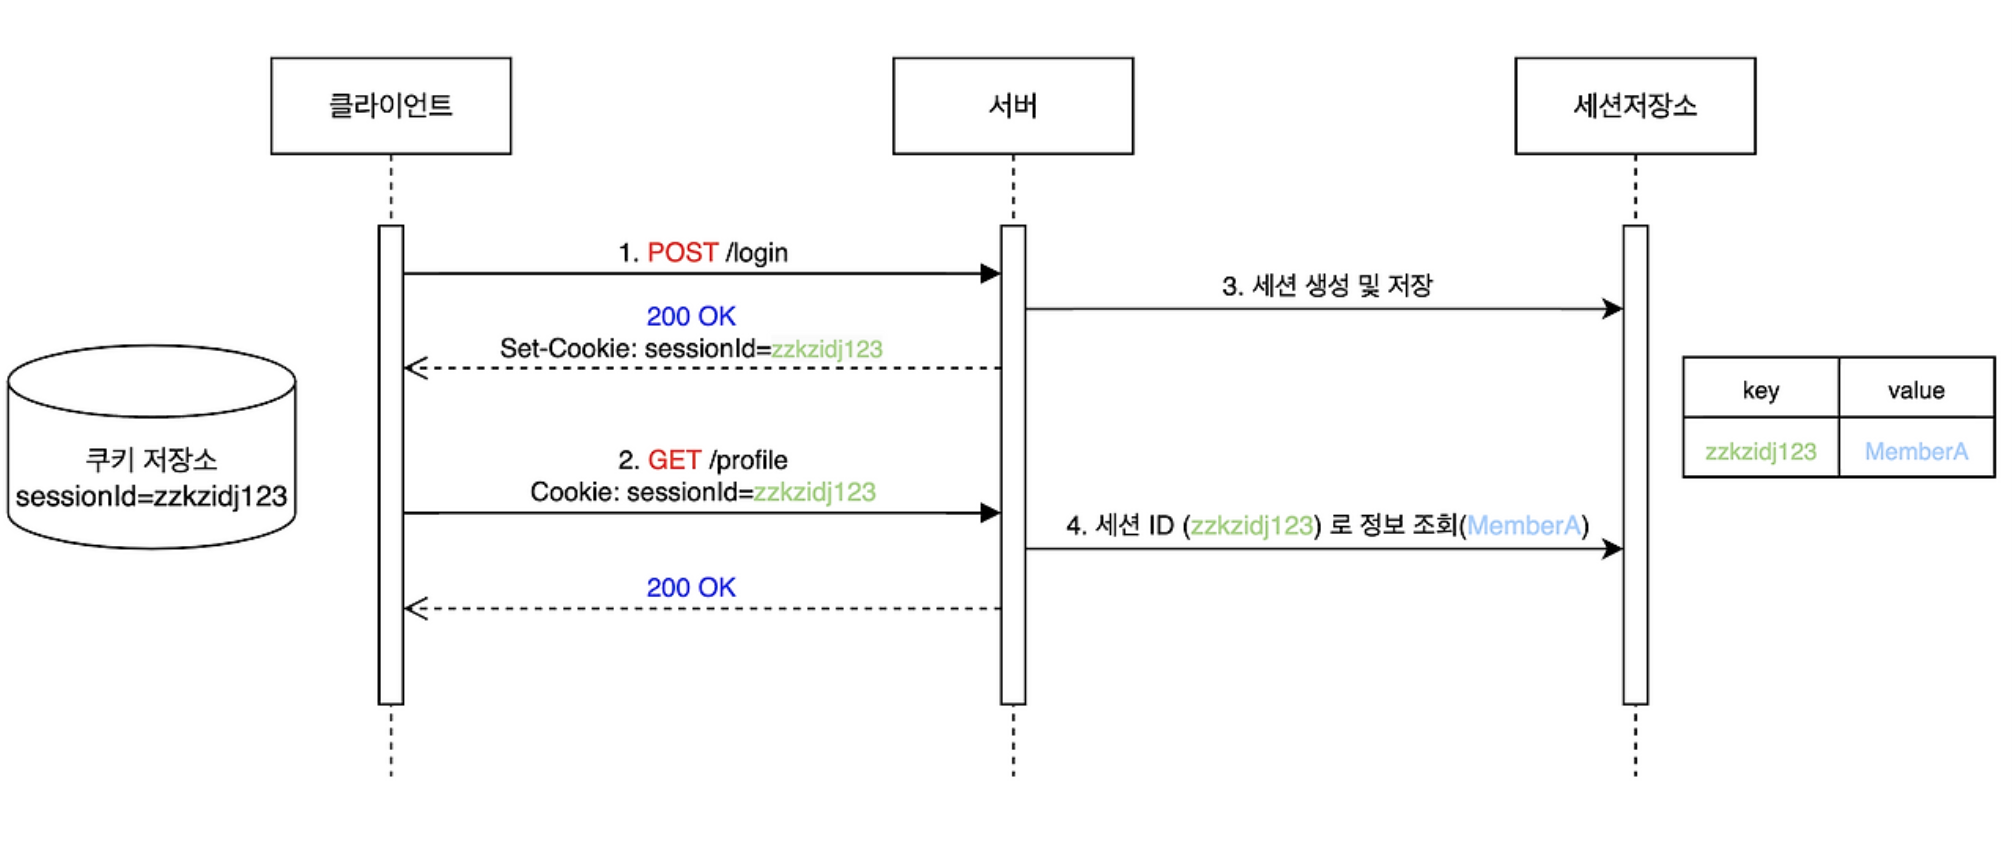 클라이언트
서버
세션저장소
1. POST /login
3. 세션 생성 및 저장
200 OK
Set-Cookie: sessionId=zzkzidj123
쿠키 저장소
sessionId=zzkzidj123
key
value
zzkzidj123
MemberA
2. GET /profile
Cookie: sessionId=zzkzidj123
4. 세션 ID (zzkzidj123) 로 정보 조회(MemberA)
200 OK